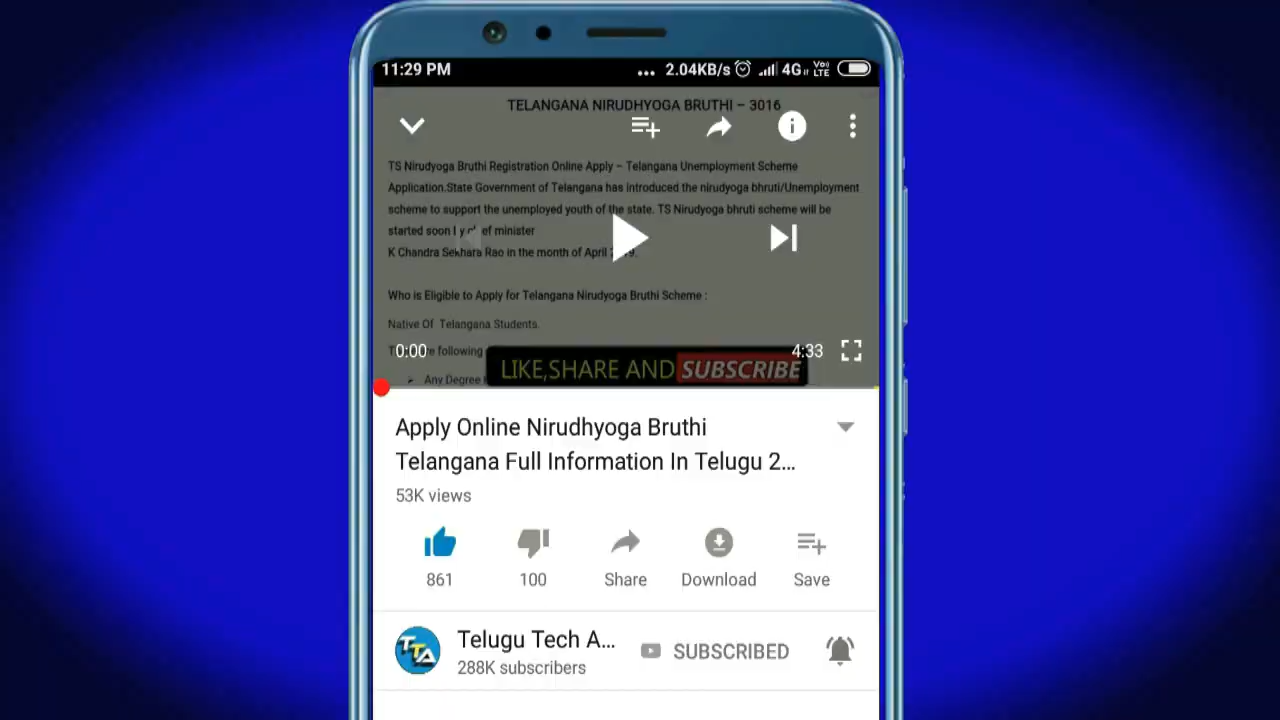 11:29 PM
... 2.04KB/s 4G VoLTE
TELANGANA NIRUDHYOGA BRUTHI – 3016
TS Nirudyoga Bruthi Registration Online Apply – Telangana Unemployment Scheme
Application.State Government of Telangana has introduced the nirudyoga bhruti/Unemployment
scheme to support the unemployed youth of the state. TS Nirudyoga bhruti scheme will be
started soon minister
K Chandra Sekhara Rao in the month of April
Who is Eligible to Apply for Telangana Nirudyoga Bruthi Scheme :
Native Of Telangana Students.
0:00 following 4:33
LIKE,SHARE AND SUBSCRIBE
➢ Any Degree
Apply Online Nirudhyoga Bruthi
Telangana Full Information In Telugu 2...
53K views
861 100 Share Download Save
TTA
Telugu Tech A... SUBSCRIBED
288K subscribers